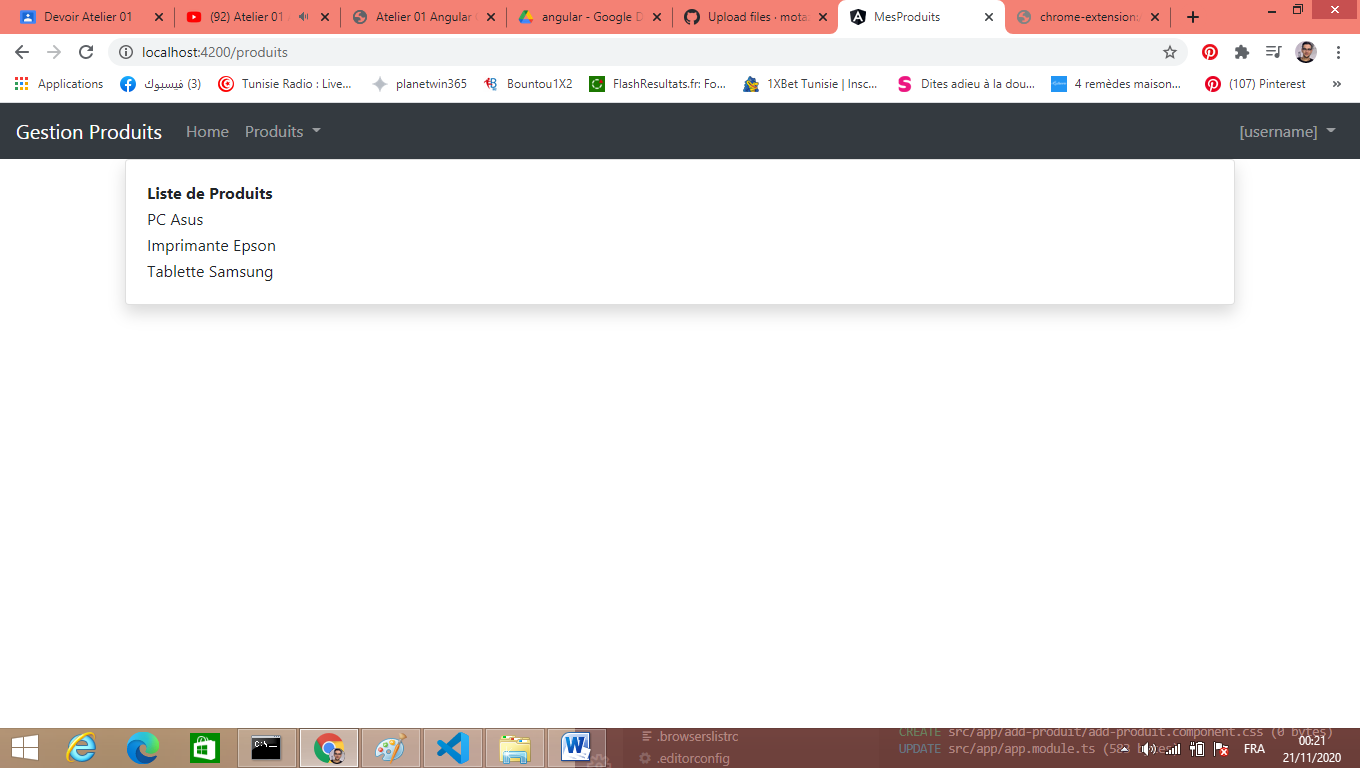 Devoir Atelier 01
(92) Atelier 01
Atelier 01 Angular
angular - Google D
Upload files · mota
MesProduits
chrome-extension:
localhost:4200/produits
Applications
فيسبوك (3)
Tunisie Radio : Live...
planetwin365
Bountou1X2
FlashResultats.fr: Fo...
1XBet Tunisie | Insc...
Dites adieu à la dou...
4 remèdes maison...
(107) Pinterest
»
Gestion Produits
Home
Produits
[username]
Liste de Produits
PC Asus
Imprimante Epson
Tablette Samsung
C:\_
.browserslistrc
.editorconfig
CREATE src/app/add-produit/add-produit.component.css (0 bytes)
UPDATE src/app/app.module.ts (58
FRA
00:21
21/11/2020